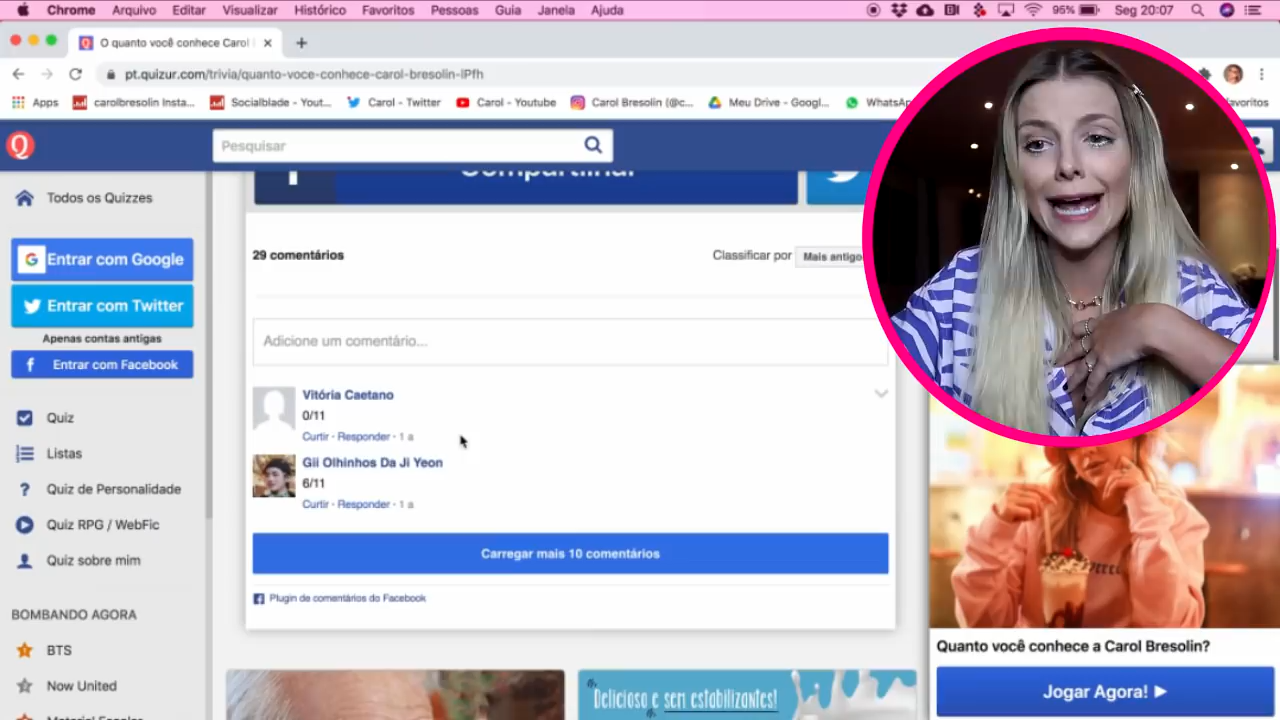 Chrome Arquivo Editar Visualizar Histórico Favoritos Pessoas Guia Janela Ajuda 95% Seg 20:07
O quanto você conhece Carol
pt.quizur.com/trivia/quanto-voce-conhece-carol-bresolin-lPfh
Apps carolbresolin Insta... Socialblade - Yout... Carol - Twitter Carol - Youtube Carol Bresolin (@c... Meu Drive - Googl... WhatsAp favoritos
Q Pesquisar
Todos os Quizzes
Compartilhar
Entrar com Google
Entrar com Twitter
Apenas contas antigas
Entrar com Facebook
Quiz
Listas
Quiz de Personalidade
Quiz RPG / WebFic
Quiz sobre mim
BOMBANDO AGORA
BTS
Now United
29 comentários
Classificar por Mais antigo
Adicione um comentário...
Vitória Caetano
0/11
Curtir · Responder · 1 a
Gii Olhinhos Da Ji Yeon
6/11
Curtir · Responder · 1 a
Carregar mais 10 comentários
Plugin de comentários do Facebook
Delicioso e sem estabilizantes!
Quanto você conhece a Carol Bresolin?
Jogar Agora!